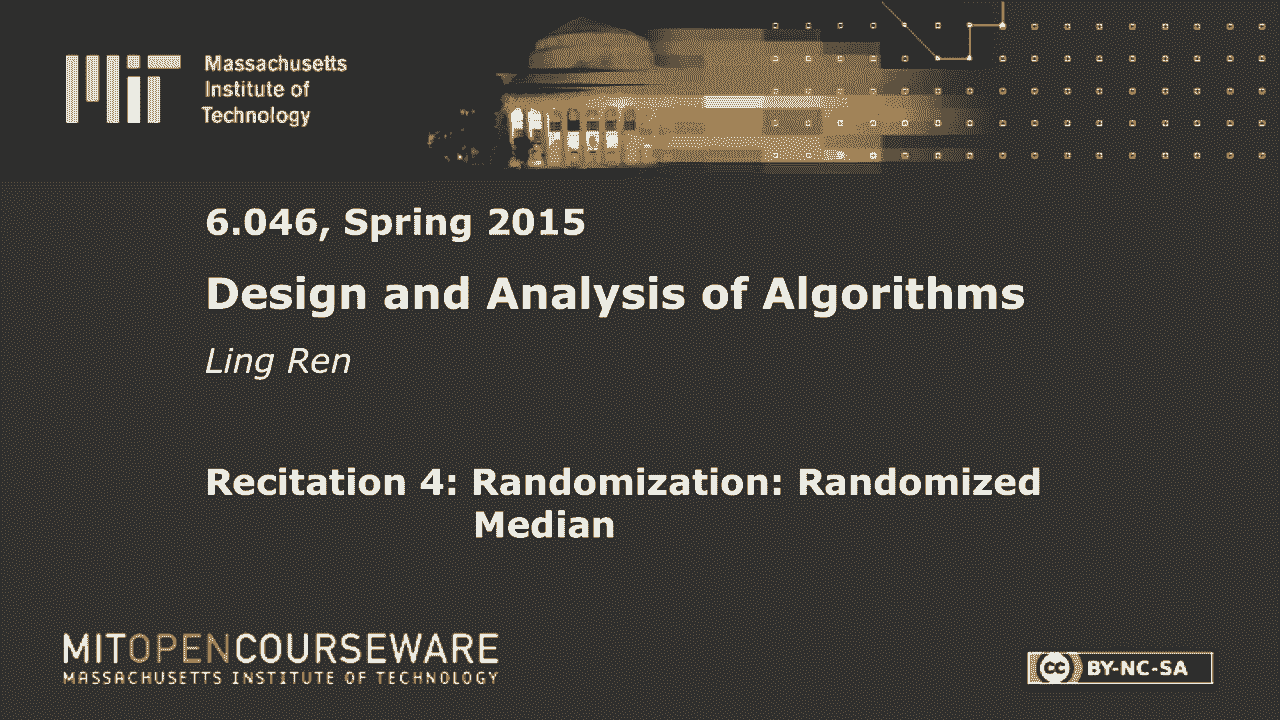 Massachusetts
Institute of
Technology
6.046, Spring 2015
Design and Analysis of Algorithms
Ling Ren
Recitation 4: Randomization: Randomized
Median
MITOPENCOURSEWARE
MASSACHUSETTS INSTITUTE OF TECHNOLOGY
cc BY-NC-SA